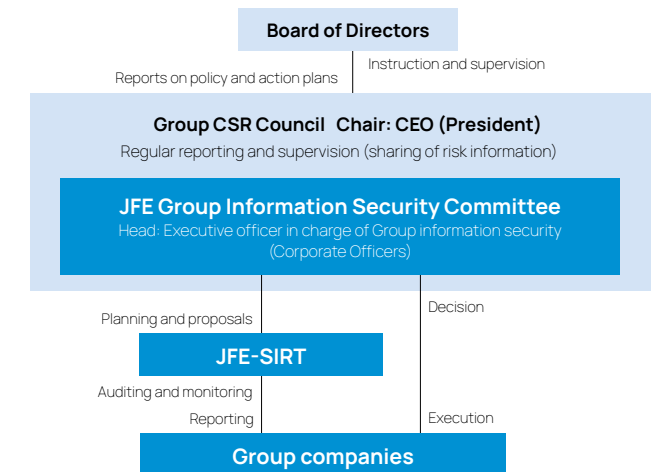 Board of Directors
Reports on policy and action plans
Instruction and supervision
Group CSR Council Chair: CEO (President)
Regular reporting and supervision (sharing of risk information)
JFE Group Information Security Committee
Head: Executive officer in charge of Group information security
(Corporate Officers)
Planning and proposals
Decision
JFE-SIRT
Auditing and monitoring
Reporting
Execution
Group companies